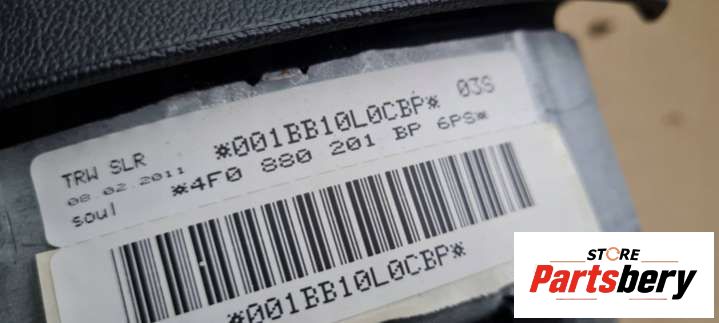 *001BB10L0CBP* 03S
TRW SLR
08.02.2011
*4F0 880 201 BP 6PS*
soul
*001BB10L0CBP*
STORE
Partsbery